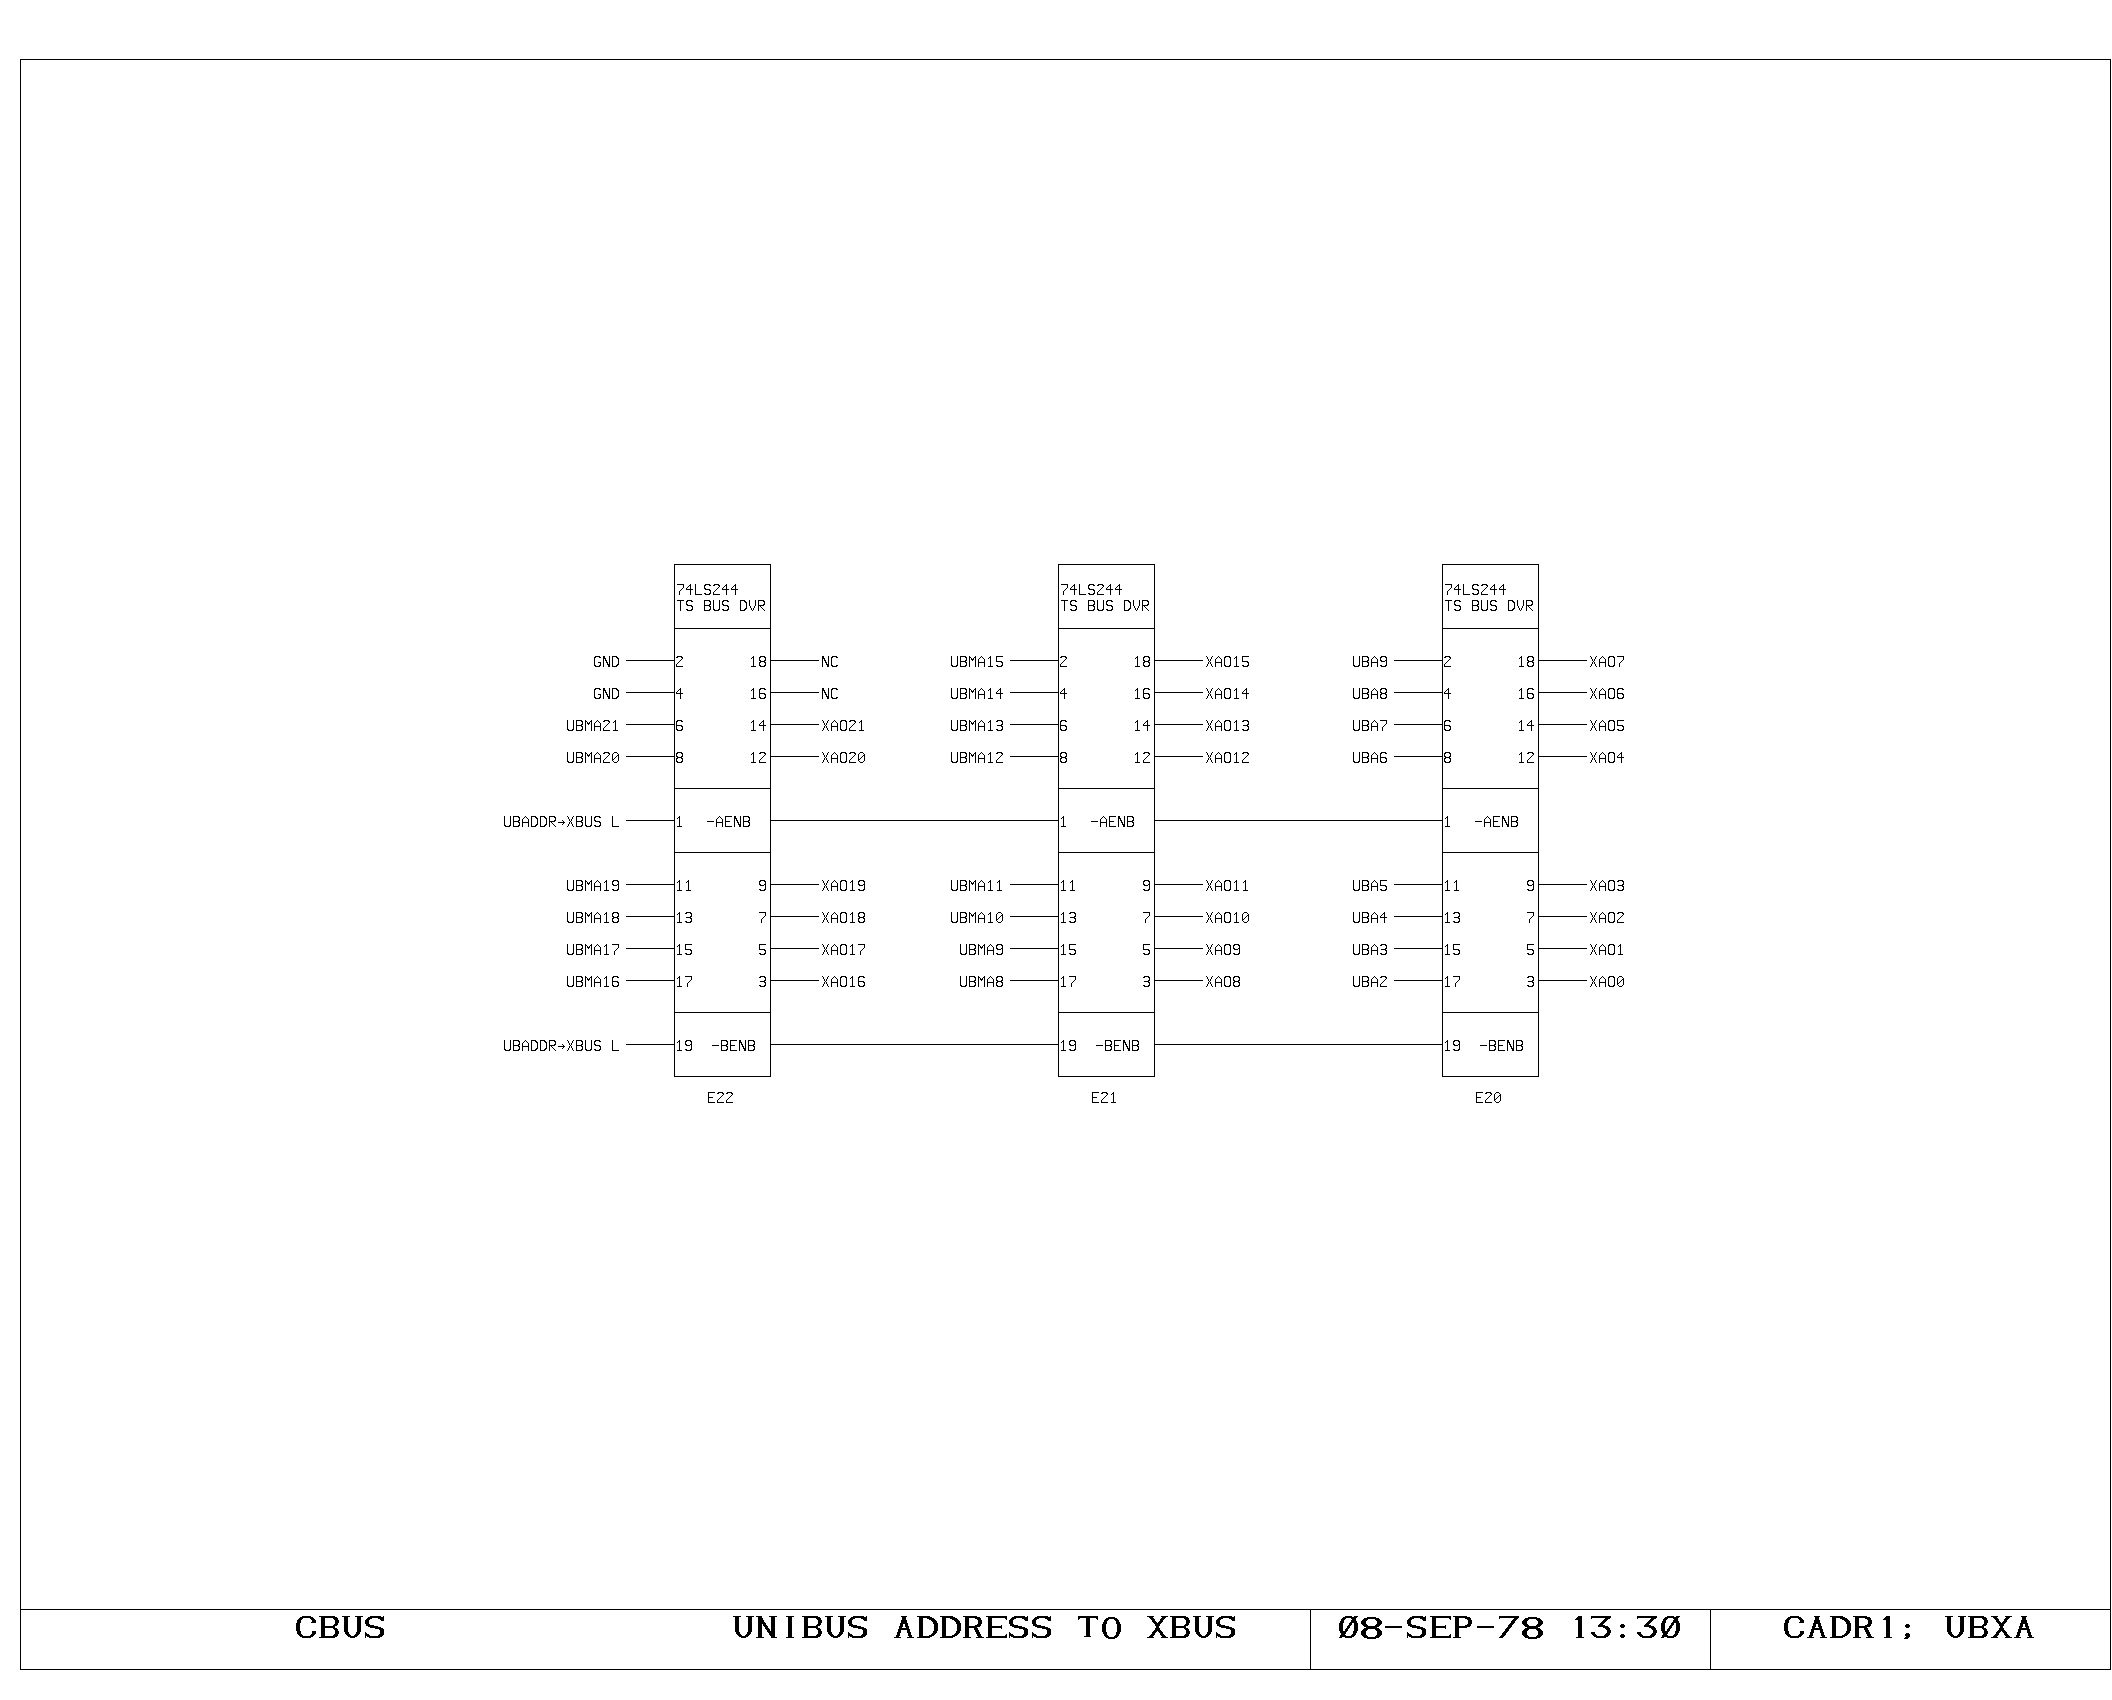 74LS244 74LS244 74LS244
TS BUS DVR TS BUS DVR TS BUS DVR
GND 2 18 NC UBMA15 2 18 XAO15 UBA9 2 18 XAO7
GND 4 16 NC UBMA14 4 16 XAO14 UBA8 4 16 XAO6
UBMA21 6 14 XAO21 UBMA13 6 14 XAO13 UBA7 6 14 XAO5
UBMA20 8 12 XAO20 UBMA12 8 12 XAO12 UBA6 8 12 XAO4
UBADDR→XBUS L 1 -AENB 1 -AENB 1 -AENB
UBMA19 11 9 XAO19 UBMA11 11 9 XAO11 UBA5 11 9 XAO3
UBMA18 13 7 XAO18 UBMA10 13 7 XAO10 UBA4 13 7 XAO2
UBMA17 15 5 XAO17 UBMA9 15 5 XAO9 UBA3 15 5 XAO1
UBMA16 17 3 XAO16 UBMA8 17 3 XAO8 UBA2 17 3 XAO0
UBADDR→XBUS L 19 -BENB 19 -BENB 19 -BENB
E22 E21 E20
CBUS UNIBUS ADDRESS TO XBUS 08-SEP-78 13:30 CADR1; UBXA